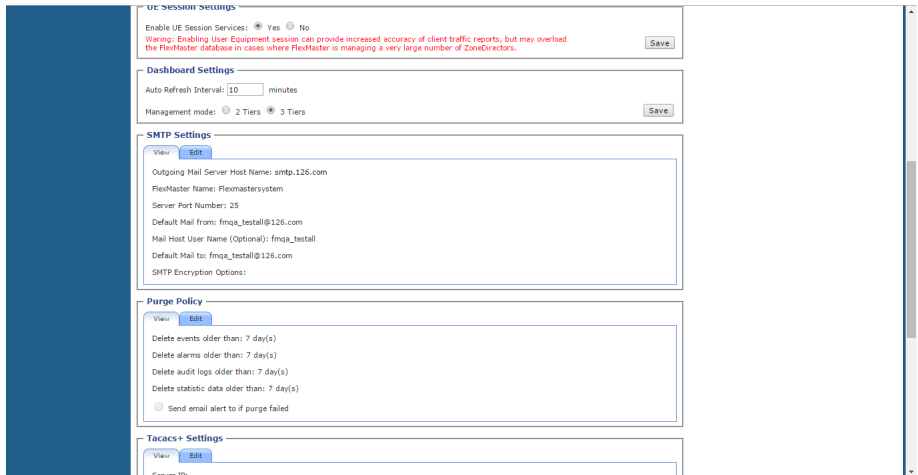 UE Session Settings
Enable UE Session Services: Yes No
Waring: Enabling User Equipment session can provide increased accuracy of client traffic reports, but may overload
the FlexMaster database in cases where FlexMaster is managing a very large number of ZoneDirectors.
Save
Dashboard Settings
Auto Refresh Interval: 10 minutes
Management mode: 2 Tiers 3 Tiers
Save
SMTP Settings
View Edit
Outgoing Mail Server Host Name: smtp.126.com
FlexMaster Name: Flexmastersystem
Server Port Number: 25
Default Mail from: fmqa_testall@126.com
Mail Host User Name (Optional): fmqa_testall
Default Mail to: fmqa_testall@126.com
SMTP Encryption Options:
Purge Policy
View Edit
Delete events older than: 7 day(s)
Delete alarms older than: 7 day(s)
Delete audit logs older than: 7 day(s)
Delete statistic data older than: 7 day(s)
Send email alert to if purge failed
Tacacs+ Settings
View Edit
Server IP: